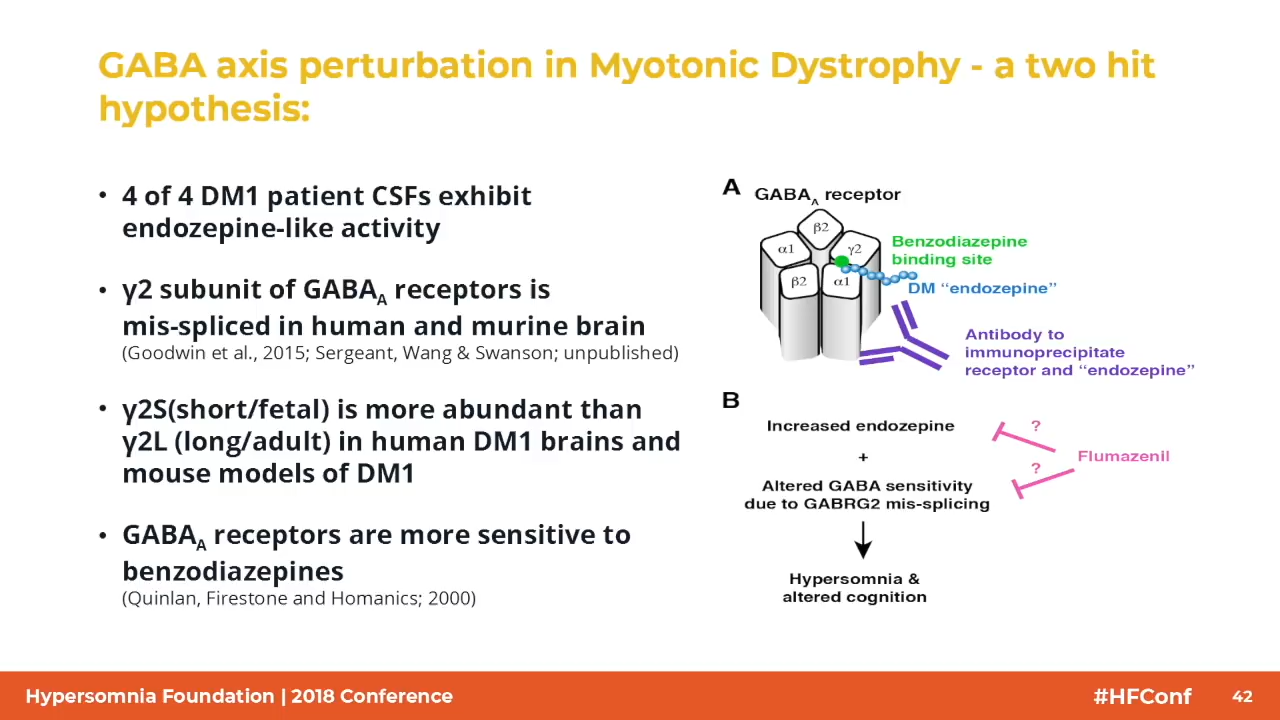 GABA axis perturbation in Myotonic Dystrophy - a two hit
hypothesis:
• 4 of 4 DM1 patient CSFs exhibit
endozepine-like activity
• γ2 subunit of GABAA receptors is
mis-spliced in human and murine brain
(Goodwin et al., 2015; Sergeant, Wang & Swanson; unpublished)
• γ2S(short/fetal) is more abundant than
γ2L (long/adult) in human DM1 brains and
mouse models of DM1
• GABAA receptors are more sensitive to
benzodiazepines
(Quinlan, Firestone and Homanics; 2000)
A
GABAA receptor
β2
α1
γ2
β2
α1
Benzodiazepine
binding site
DM “endozepine”
Antibody to
immunoprecipitate
receptor and “endozepine”
B
Increased endozepine
?
+
Flumazenil
?
Altered GABA sensitivity
due to GABRG2 mis-splicing
Hypersomnia &
altered cognition
Hypersomnia Foundation | 2018 Conference
#HFConf
42